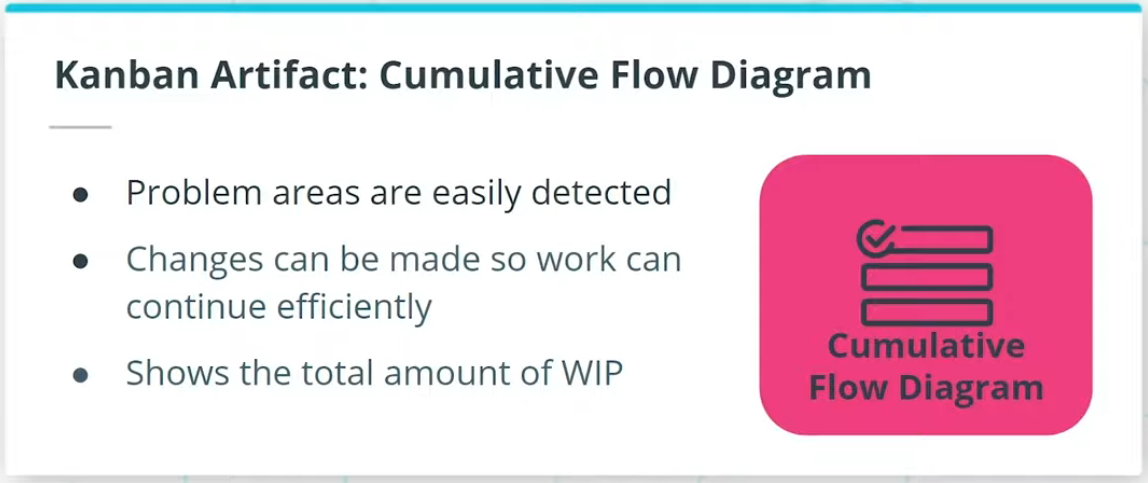 Kanban Artifact: Cumulative Flow Diagram
● Problem areas are easily detected
● Changes can be made so work can
continue efficiently
● Shows the total amount of WIP
Cumulative
Flow Diagram